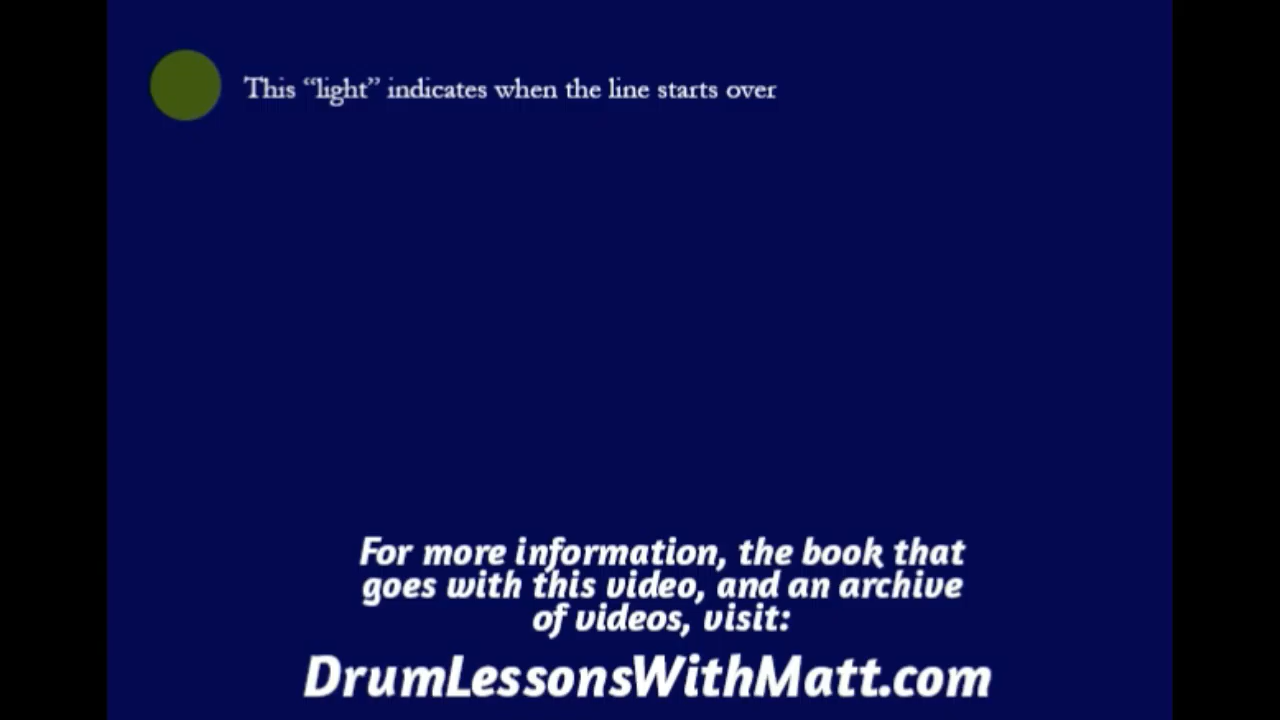 This “light” indicates when the line starts over
For more information, the book that
goes with this video, and an archive
of videos, visit:
DrumLessonsWithMatt.com